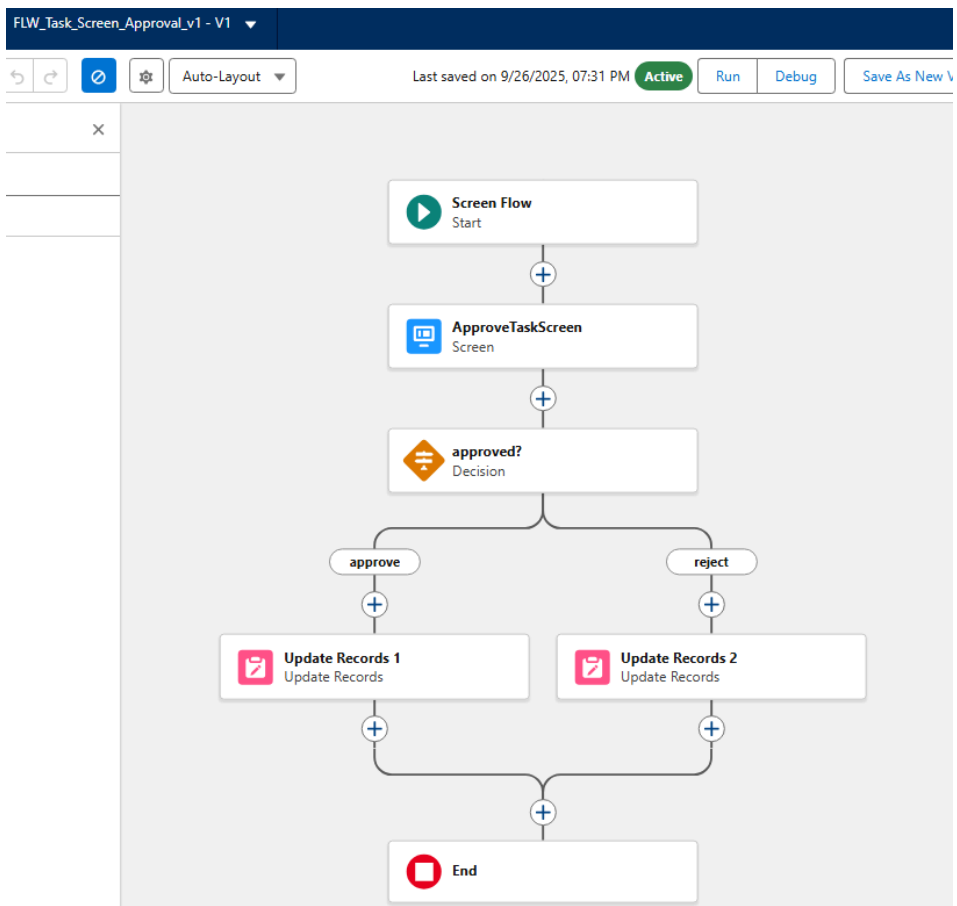 FLW_Task_Screen_Approval_v1 - V1
Auto-Layout
Last saved on 9/26/2025, 07:31 PM
Active
Run
Debug
Save As New
Screen Flow
Start
ApproveTaskScreen
Screen
approved?
Decision
approve
reject
Update Records 1
Update Records
Update Records 2
Update Records
End